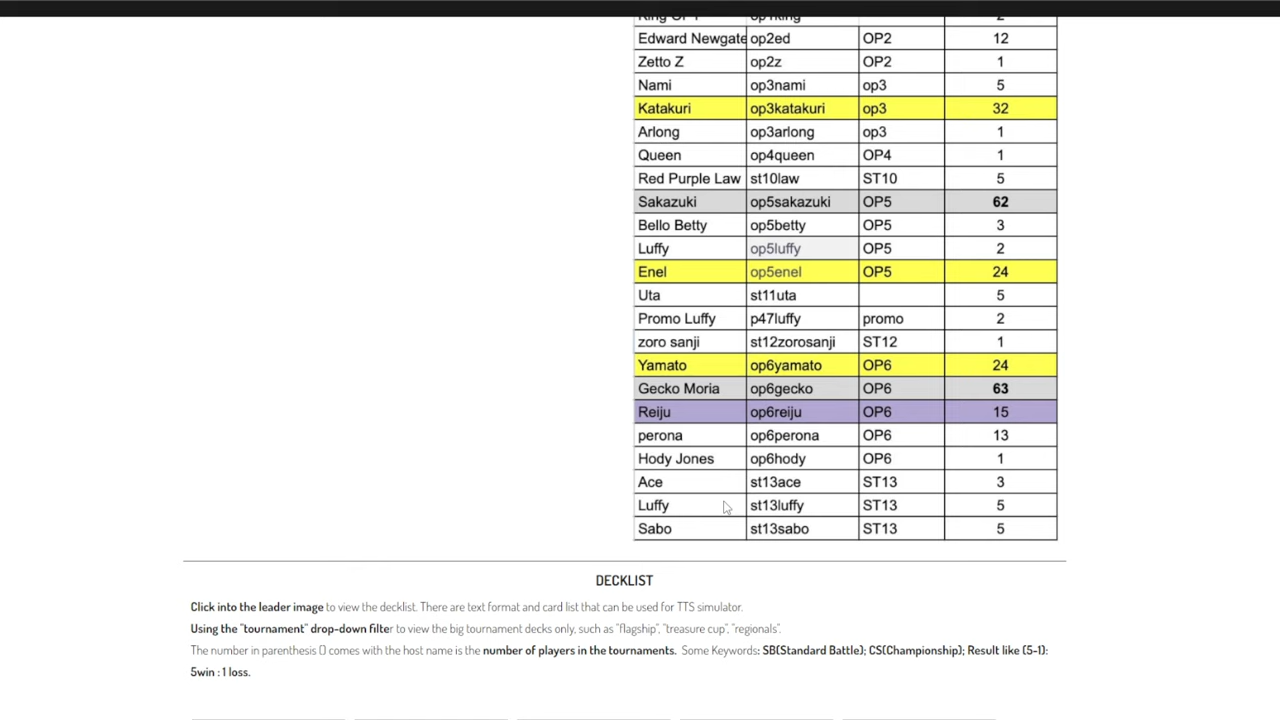 Edward Newgate op2ed OP2 12
Zetto Z op2z OP2 1
Nami op3nami op3 5
Katakuri op3katakuri op3 32
Arlong op3arlong op3 1
Queen op4queen OP4 1
Red Purple Law st10law ST10 5
Sakazuki op5sakazuki OP5 62
Bello Betty op5betty OP5 3
Luffy op5luffy OP5 2
Enel op5enel OP5 24
Uta st11uta 5
Promo Luffy p47luffy promo 2
zoro sanji st12zorosanji ST12 1
Yamato op6yamato OP6 24
Gecko Moria op6gecko OP6 63
Reiju op6reiju OP6 15
perona op6perona OP6 13
Hody Jones op6hody OP6 1
Ace st13ace ST13 3
Luffy st13luffy ST13 5
Sabo st13sabo ST13 5
DECKLIST
Click into the leader image to view the decklist. There are text format and card list that can be used for TTS simulator.
Using the "tournament" drop-down filter to view the big tournament decks only, such as "flagship", "treasure cup", "regionals".
The number in parenthesis () comes with the host name is the number of players in the tournaments. Some Keywords: SB(Standard Battle); CS(Championship); Result like (5-1):
5win : 1 loss.